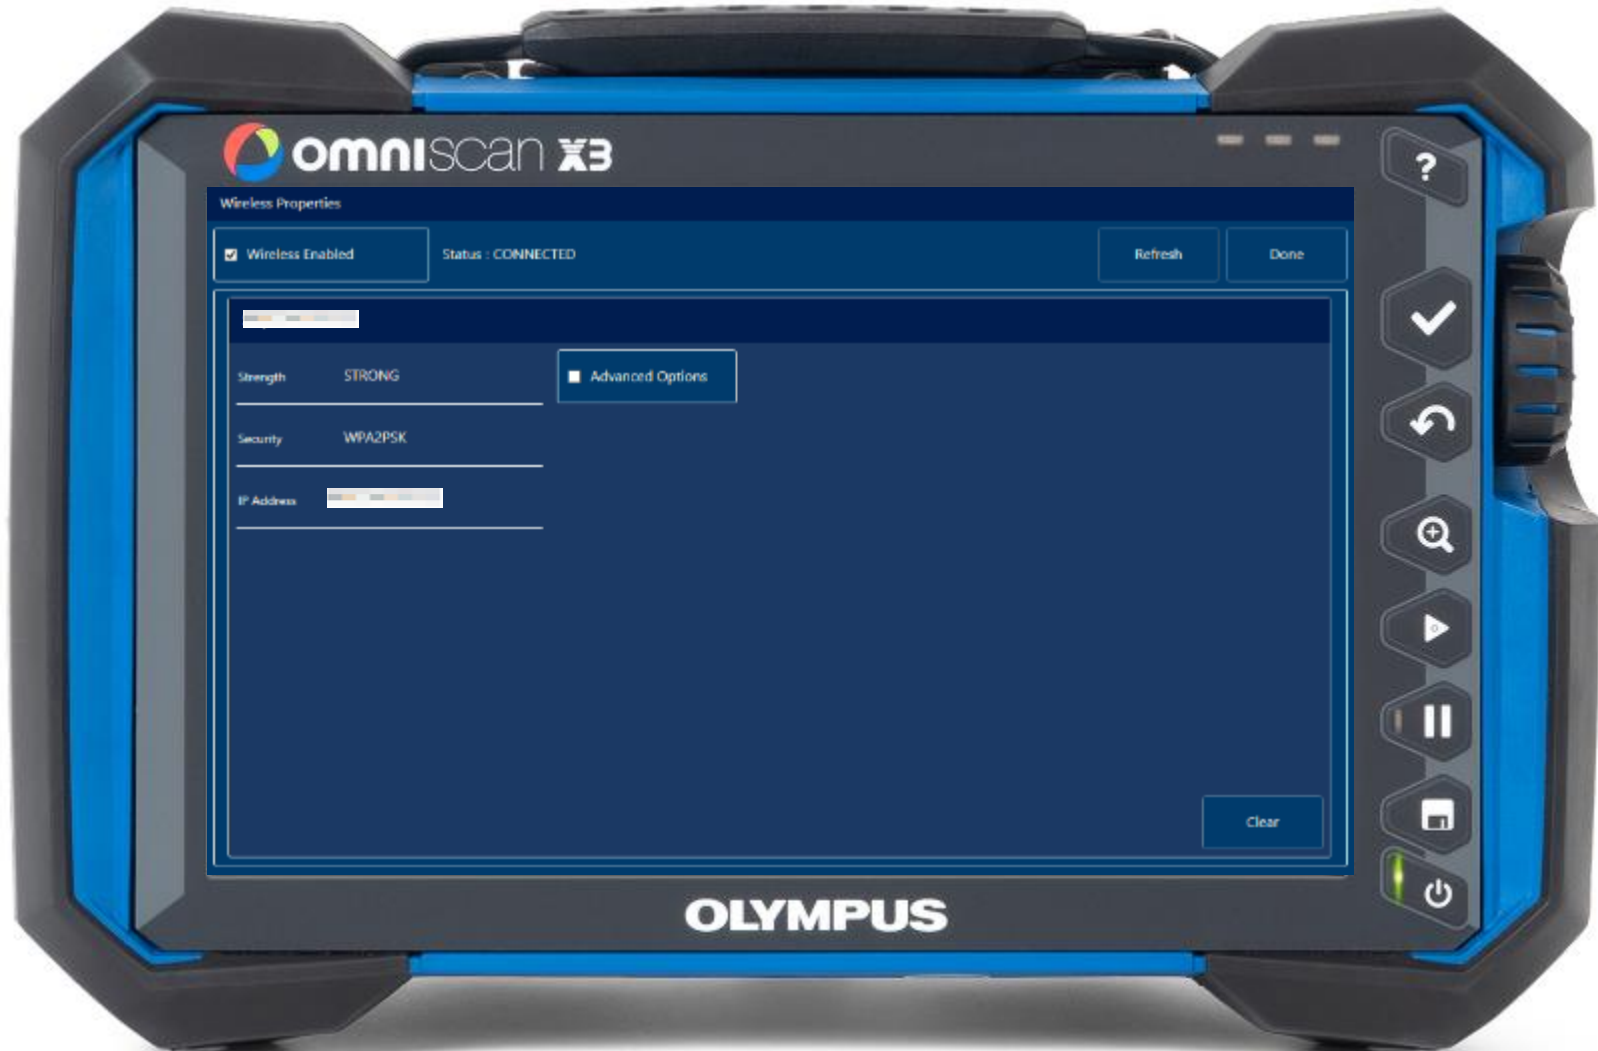 omniscan X3
Wireless Properties
Wireless Enabled
Status : CONNECTED
Refresh
Done
Strength STRONG
Advanced Options
Security WPA2PSK
IP Address
Clear
OLYMPUS
?